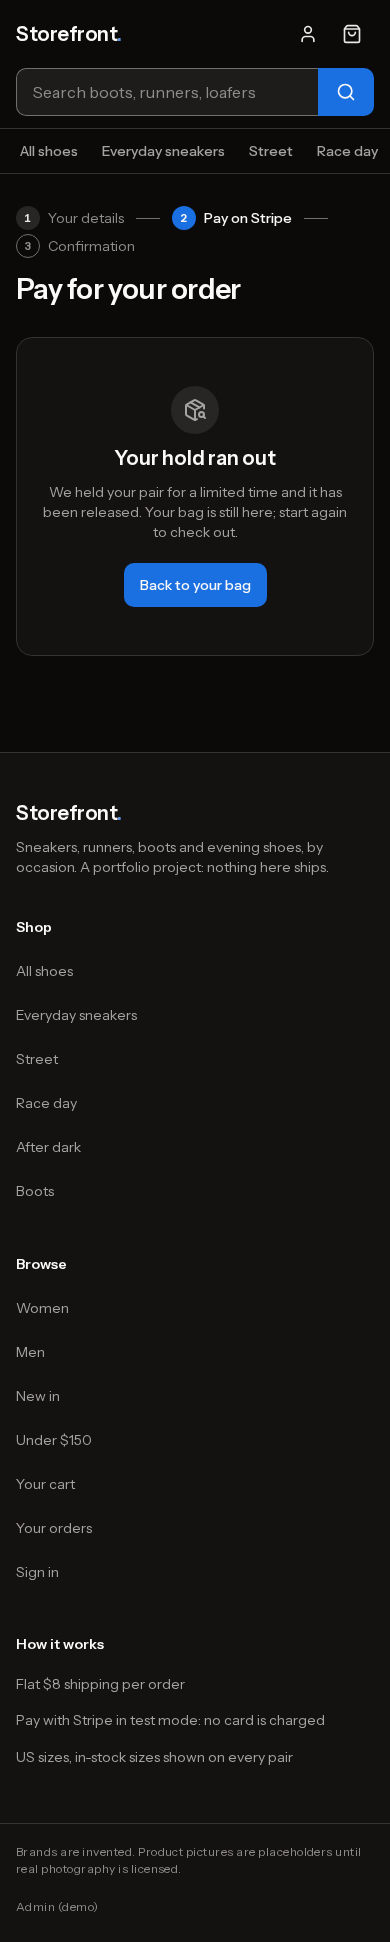 Storefront.
Search boots, runners, loafers
All shoes Everyday sneakers Street Race day
1 Your details 2 Pay on Stripe
3 Confirmation
Pay for your order
Your hold ran out
We held your pair for a limited time and it has
been released. Your bag is still here; start again
to check out.
Back to your bag
Storefront.
Sneakers, runners, boots and evening shoes, by
occasion. A portfolio project: nothing here ships.
Shop
All shoes
Everyday sneakers
Street
Race day
After dark
Boots
Browse
Women
Men
New in
Under $150
Your cart
Your orders
Sign in
How it works
Flat $8 shipping per order
Pay with Stripe in test mode: no card is charged
US sizes, in-stock sizes shown on every pair
Brands are invented. Product pictures are placeholders until
real photography is licensed.
Admin (demo)